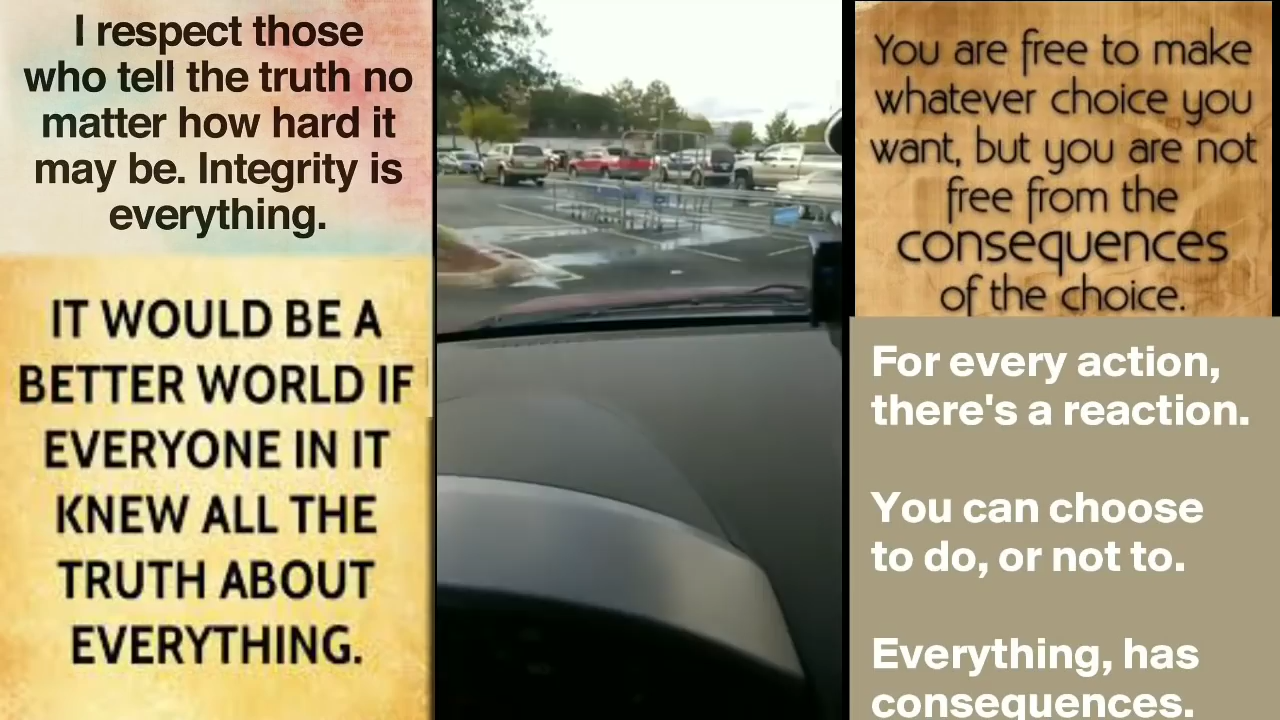 I respect those
who tell the truth no
matter how hard it
may be. Integrity is
everything.
IT WOULD BE A
BETTER WORLD IF
EVERYONE IN IT
KNEW ALL THE
TRUTH ABOUT
EVERYTHING.
You are free to make
whatever choice you
want, but you are not
free from the
consequences
of the choice.
For every action,
there's a reaction.
You can choose
to do, or not to.
Everything, has
consequences.